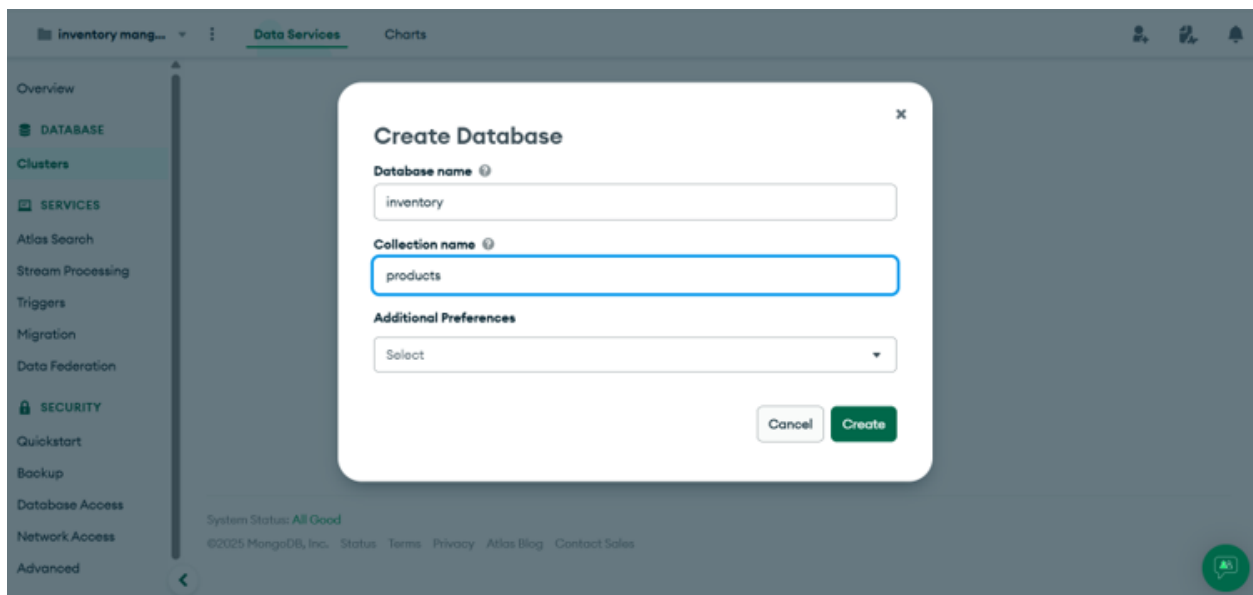 inventory mang...
Data Services
Charts
Overview
DATABASE
Clusters
SERVICES
Atlas Search
Stream Processing
Triggers
Migration
Data Federation
SECURITY
Quickstart
Backup
Database Access
Network Access
Advanced
Create Database
Database name
inventory
Collection name
products
Additional Preferences
Select
Cancel
Create
System Status: All Good
©2025 MongoDB, Inc. Status Terms Privacy Atlas Blog Contact Sales